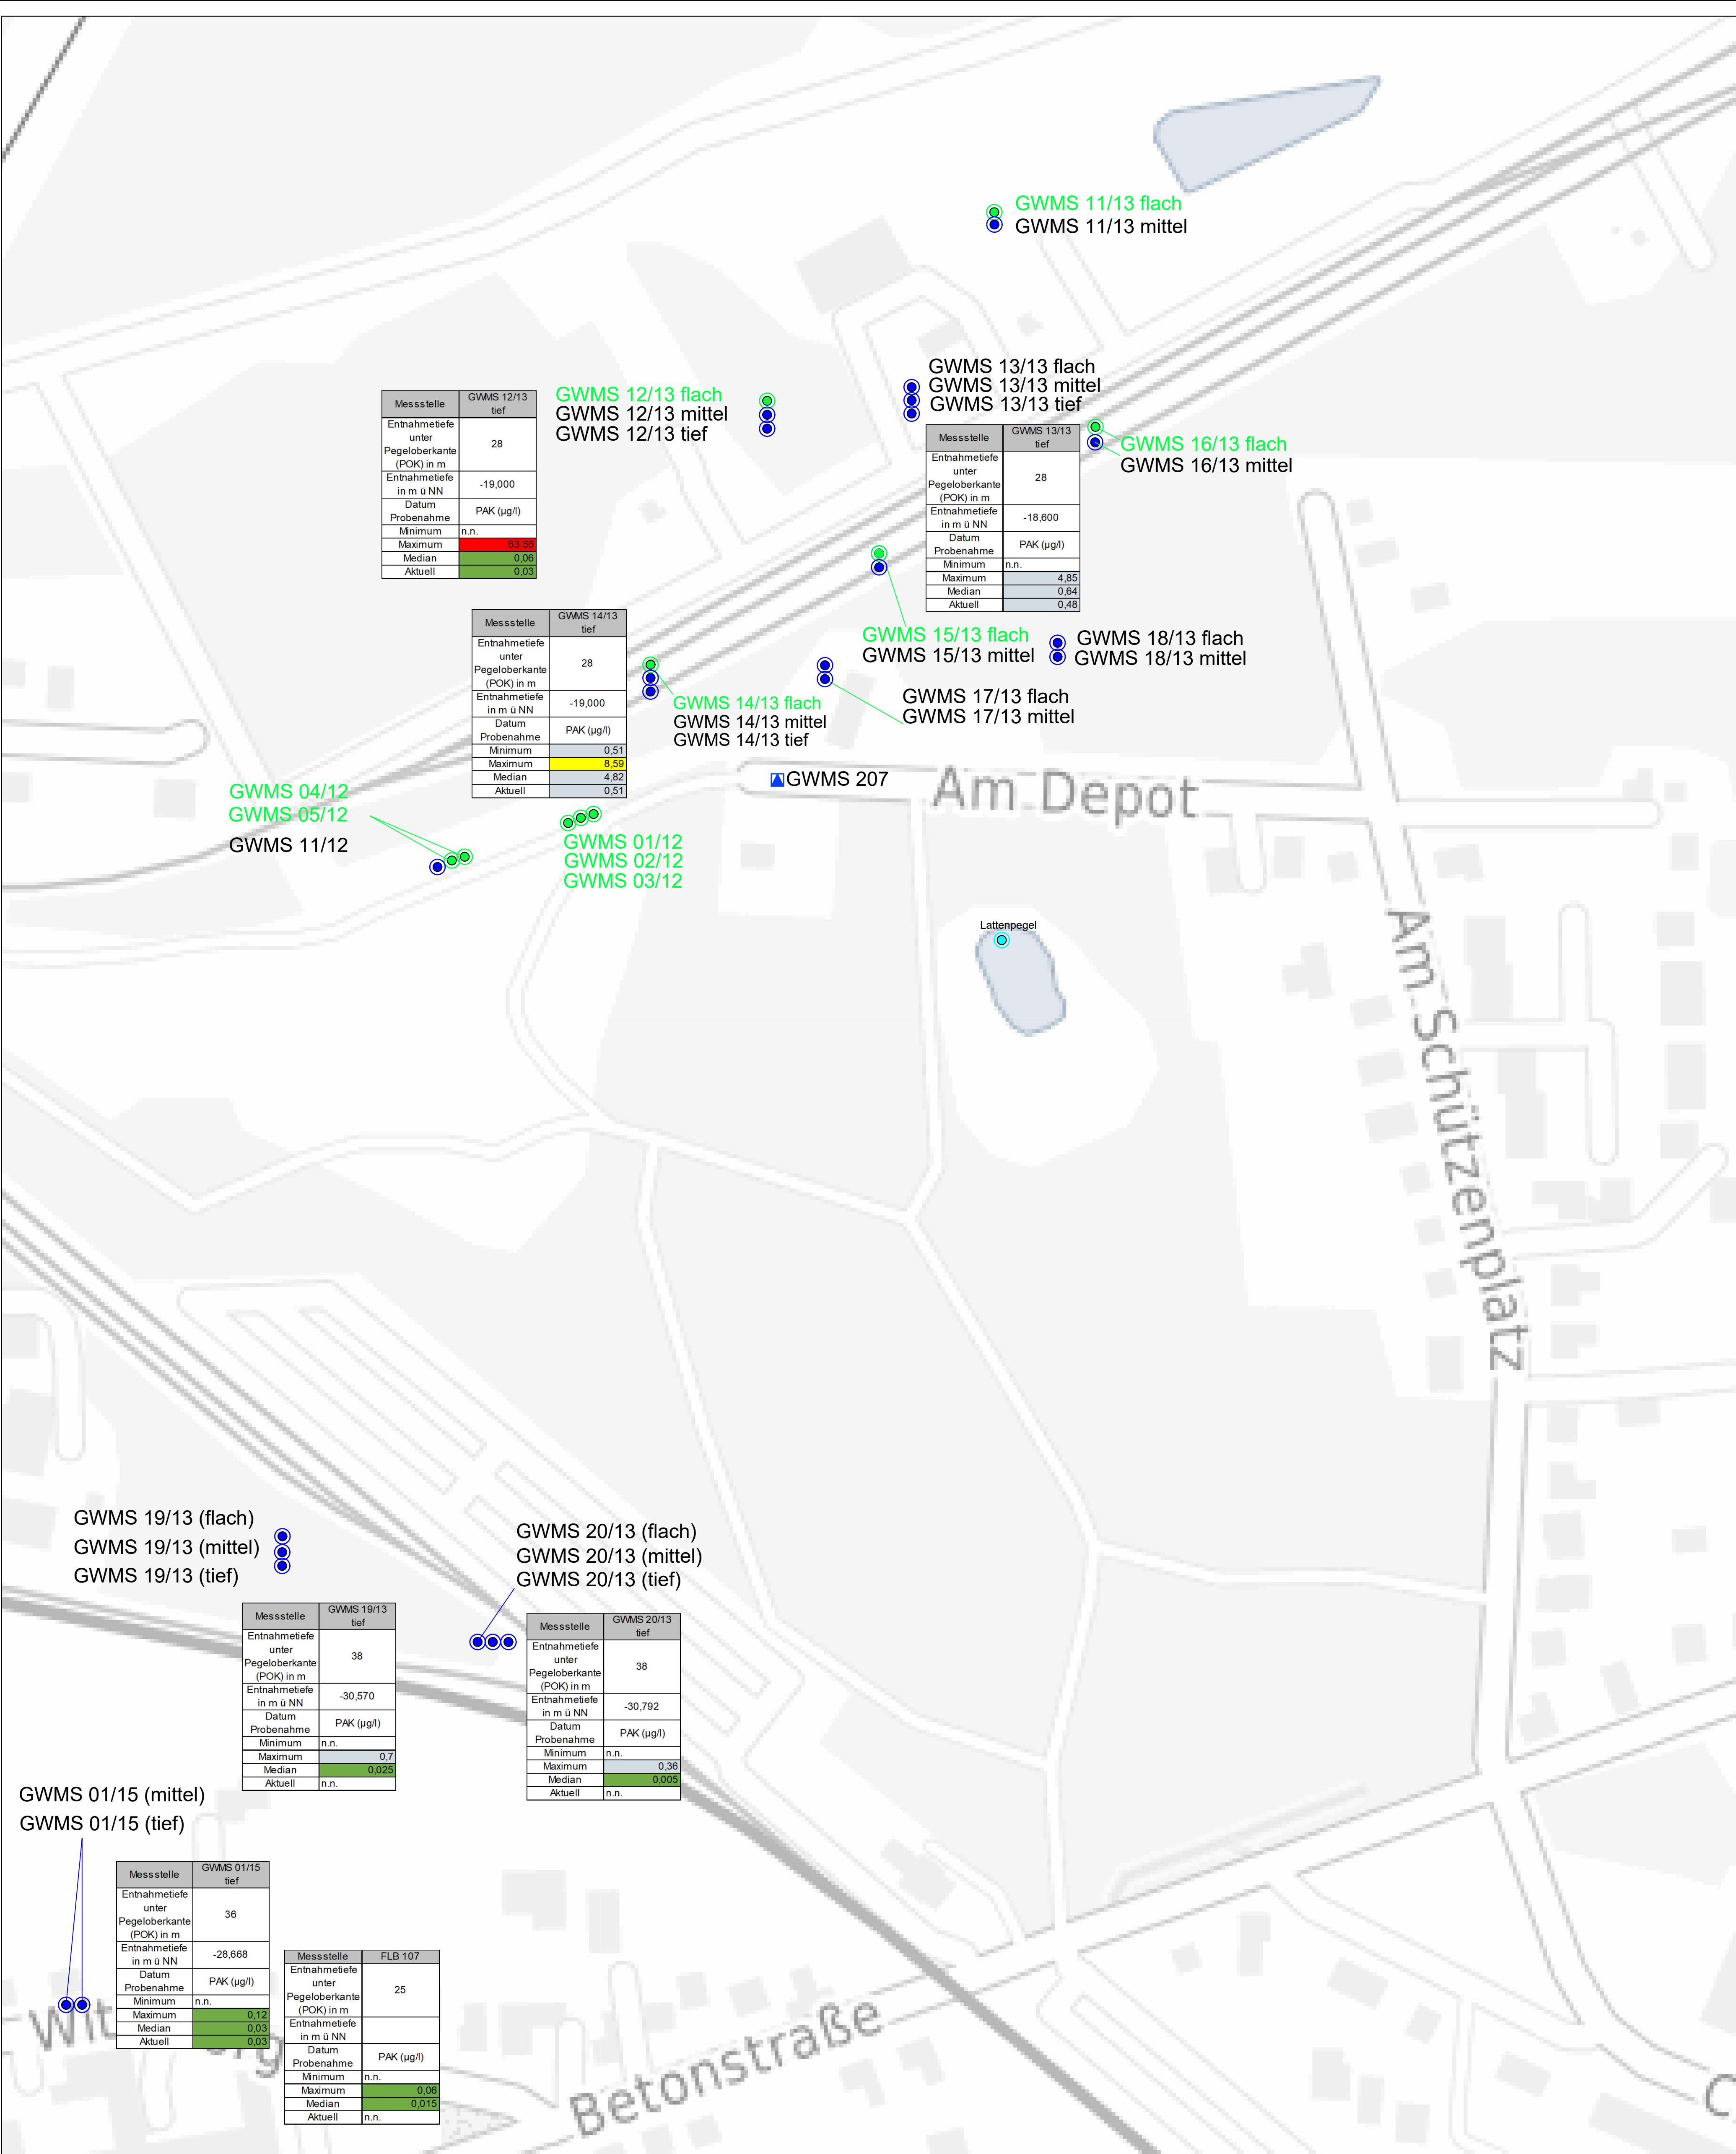 GWMS 11/13 flach
GWMS 11/13 mittel
GWMS 13/13 flach
GWMS 13/13 mittel
GWMS 13/13 tief
GWMS 12/13 flach
GWMS 12/13 mittel
GWMS 12/13 tief
GWMS 16/13 flach
GWMS 16/13 mittel
Messstelle GWMS 12/13
tief
Entnahmetiefe
unter
Pegeloberkante
(POK) in m 28
Entnahmetiefe
in m ü NN -19,000
Datum
Probenahme PAK (µg/l)
Minimum n.n.
Maximum 63,66
Median 0,06
Aktuell 0,03
Messstelle GWMS 13/13
tief
Entnahmetiefe
unter
Pegeloberkante
(POK) in m 28
Entnahmetiefe
in m ü NN -18,600
Datum
Probenahme PAK (µg/l)
Minimum n.n.
Maximum 4,85
Median 0,64
Aktuell 0,48
Messstelle GWMS 14/13
tief
Entnahmetiefe
unter
Pegeloberkante
(POK) in m 28
Entnahmetiefe
in m ü NN -19,000
Datum
Probenahme PAK (µg/l)
Minimum 0,51
Maximum 8,59
Median 4,82
Aktuell 0,51
GWMS 15/13 flach
GWMS 15/13 mittel
GWMS 18/13 flach
GWMS 18/13 mittel
GWMS 14/13 flach
GWMS 14/13 mittel
GWMS 14/13 tief
GWMS 17/13 flach
GWMS 17/13 mittel
GWMS 207
Am Depot
GWMS 04/12
GWMS 05/12
GWMS 11/12
GWMS 01/12
GWMS 02/12
GWMS 03/12
Lattenpegel
Am Schützenplatz
GWMS 19/13 (flach)
GWMS 19/13 (mittel)
GWMS 19/13 (tief)
GWMS 20/13 (flach)
GWMS 20/13 (mittel)
GWMS 20/13 (tief)
Messstelle GWMS 19/13
tief
Entnahmetiefe
unter
Pegeloberkante
(POK) in m 38
Entnahmetiefe
in m ü NN -30,570
Datum
Probenahme PAK (µg/l)
Minimum n.n.
Maximum 0,7
Median 0,025
Aktuell n.n.
Messstelle GWMS 20/13
tief
Entnahmetiefe
unter
Pegeloberkante
(POK) in m 38
Entnahmetiefe
in m ü NN -30,792
Datum
Probenahme PAK (µg/l)
Minimum n.n.
Maximum 0,36
Median 0,005
Aktuell n.n.
GWMS 01/15 (mittel)
GWMS 01/15 (tief)
Messstelle GWMS 01/15
tief
Entnahmetiefe
unter
Pegeloberkante
(POK) in m 36
Entnahmetiefe
in m ü NN -28,668
Datum
Probenahme PAK (µg/l)
Minimum n.n.
Maximum 0,12
Median 0,03
Aktuell 0,03
Messstelle FLB 107
Entnahmetiefe
unter
Pegeloberkante
(POK) in m 25
Entnahmetiefe
in m ü NN
Datum
Probenahme PAK (µg/l)
Minimum n.n.
Maximum 0,06
Median 0,015
Aktuell n.n.
Betonstraße